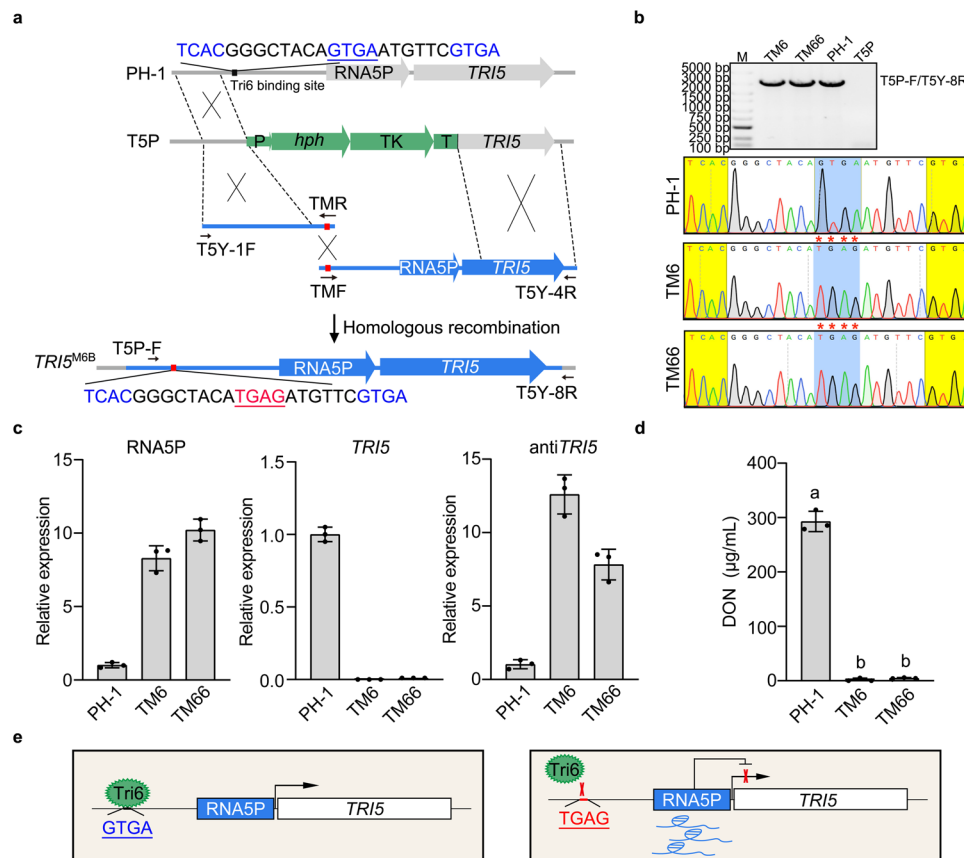 a
TCACGGGCTACAGTGAATGTTCGTGA
PH-1
RNA5P
TRI5
Tri6 binding site
T5P
P
hph
TK
T
TRI5
TMR
T5Y-1F
RNA5P
TRI5
TMF
T5Y-4R
Homologous recombination
TRI5M6B
T5P-F
RNA5P
TRI5
T5Y-8R
TCACGGGCTACATGAGATGTTCGTGA
b
M
TM6
TM66
PH-1
T5P
5000 bp
3000 bp
2000 bp
1500 bp
1000 bp
750 bp
500 bp
250 bp
100 bp
T5P-F/T5Y-8R
PH-1
T C A C G G G C T A C A G T G A A T G T T C G T G
****
TM6
T C A C G G G C T A C A T G A G A T G T T C G T G
****
TM66
T C A C G G G C T A C A T G A G A T G T T C G T G
c
RNA5P
Relative expression
15
10
5
0
PH-1
TM6
TM66
TRI5
Relative expression
1.5
1.0
0.5
0.0
PH-1
TM6
TM66
antiTRI5
Relative expression
15
10
5
0
PH-1
TM6
TM66
d
DON (μg/mL)
400
300
200
100
0
a
b
b
PH-1
TM6
TM66
e
Tri6
GTGA
RNA5P
TRI5
Tri6
TGAG
RNA5P
TRI5